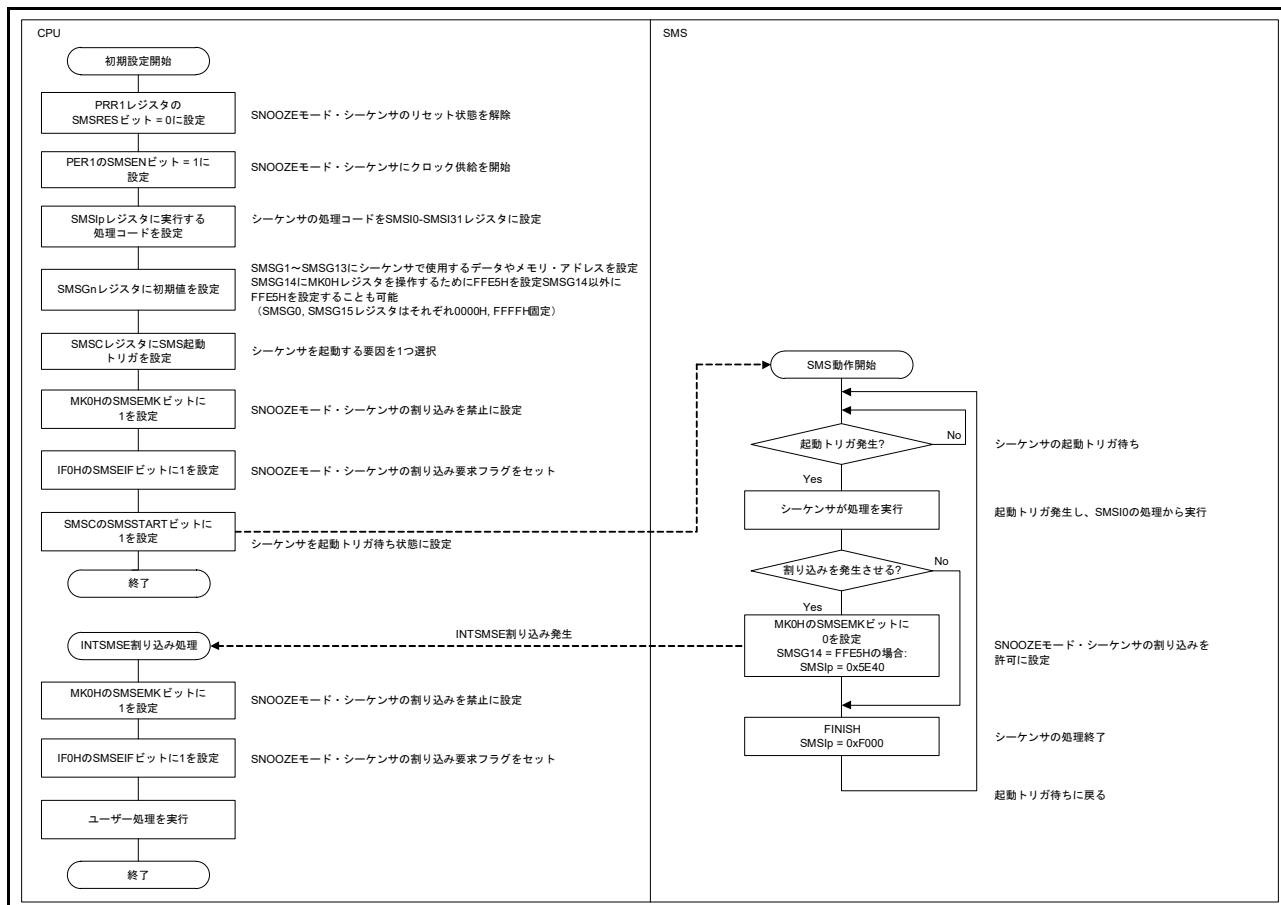 CPU
初期設定開始
PRR1レジスタの
SMSRESビット = 0に設定
SNOOZEモード・シーケンサのリセット状態を解除
PER1のSMSENビット = 1に
設定
SNOOZEモード・シーケンサにクロック供給を開始
SMSIpレジスタに実行する
処理コードを設定
シーケンサの処理コードをSMSI0-SMSI31レジスタに設定
SMSGnレジスタに初期値を設定
SMSG1～SMSG13にシーケンサで使用するデータやメモリ・アドレスを設定
SMSG14にMK0Hレジスタを操作するためにFFE5Hを設定SMSG14以外に
FFE5Hを設定することも可能
（SMSG0, SMSG15レジスタはそれぞれ0000H, FFFFH固定）
SMSCレジスタにSMS起動
トリガを設定
シーケンサを起動する要因を1つ選択
MK0HのSMSEMKビットに
1を設定
SNOOZEモード・シーケンサの割り込みを禁止に設定
IF0HのSMSEIFビットに1を設定
SNOOZEモード・シーケンサの割り込み要求フラグをセット
SMSCのSMSSTARTビットに
1を設定
シーケンサを起動トリガ待ち状態に設定
終了
INTSMSE割り込み処理
INTSMSE割り込み発生
MK0HのSMSEMKビットに
1を設定
SNOOZEモード・シーケンサの割り込みを禁止に設定
IF0HのSMSEIFビットに1を設定
SNOOZEモード・シーケンサの割り込み要求フラグをセット
ユーザー処理を実行
終了
SMS
SMS動作開始
起動トリガ発生?
No
シーケンサの起動トリガ待ち
Yes
シーケンサが処理を実行
起動トリガ発生し、SMSI0の処理から実行
割り込みを発生させる?
No
Yes
MK0HのSMSEMKビットに
0を設定
SMSG14 = FFE5Hの場合:
SMSIp = 0x5E40
SNOOZEモード・シーケンサの割り込みを
許可に設定
FINISH
SMSIp = 0xF000
シーケンサの処理終了
起動トリガ待ちに戻る